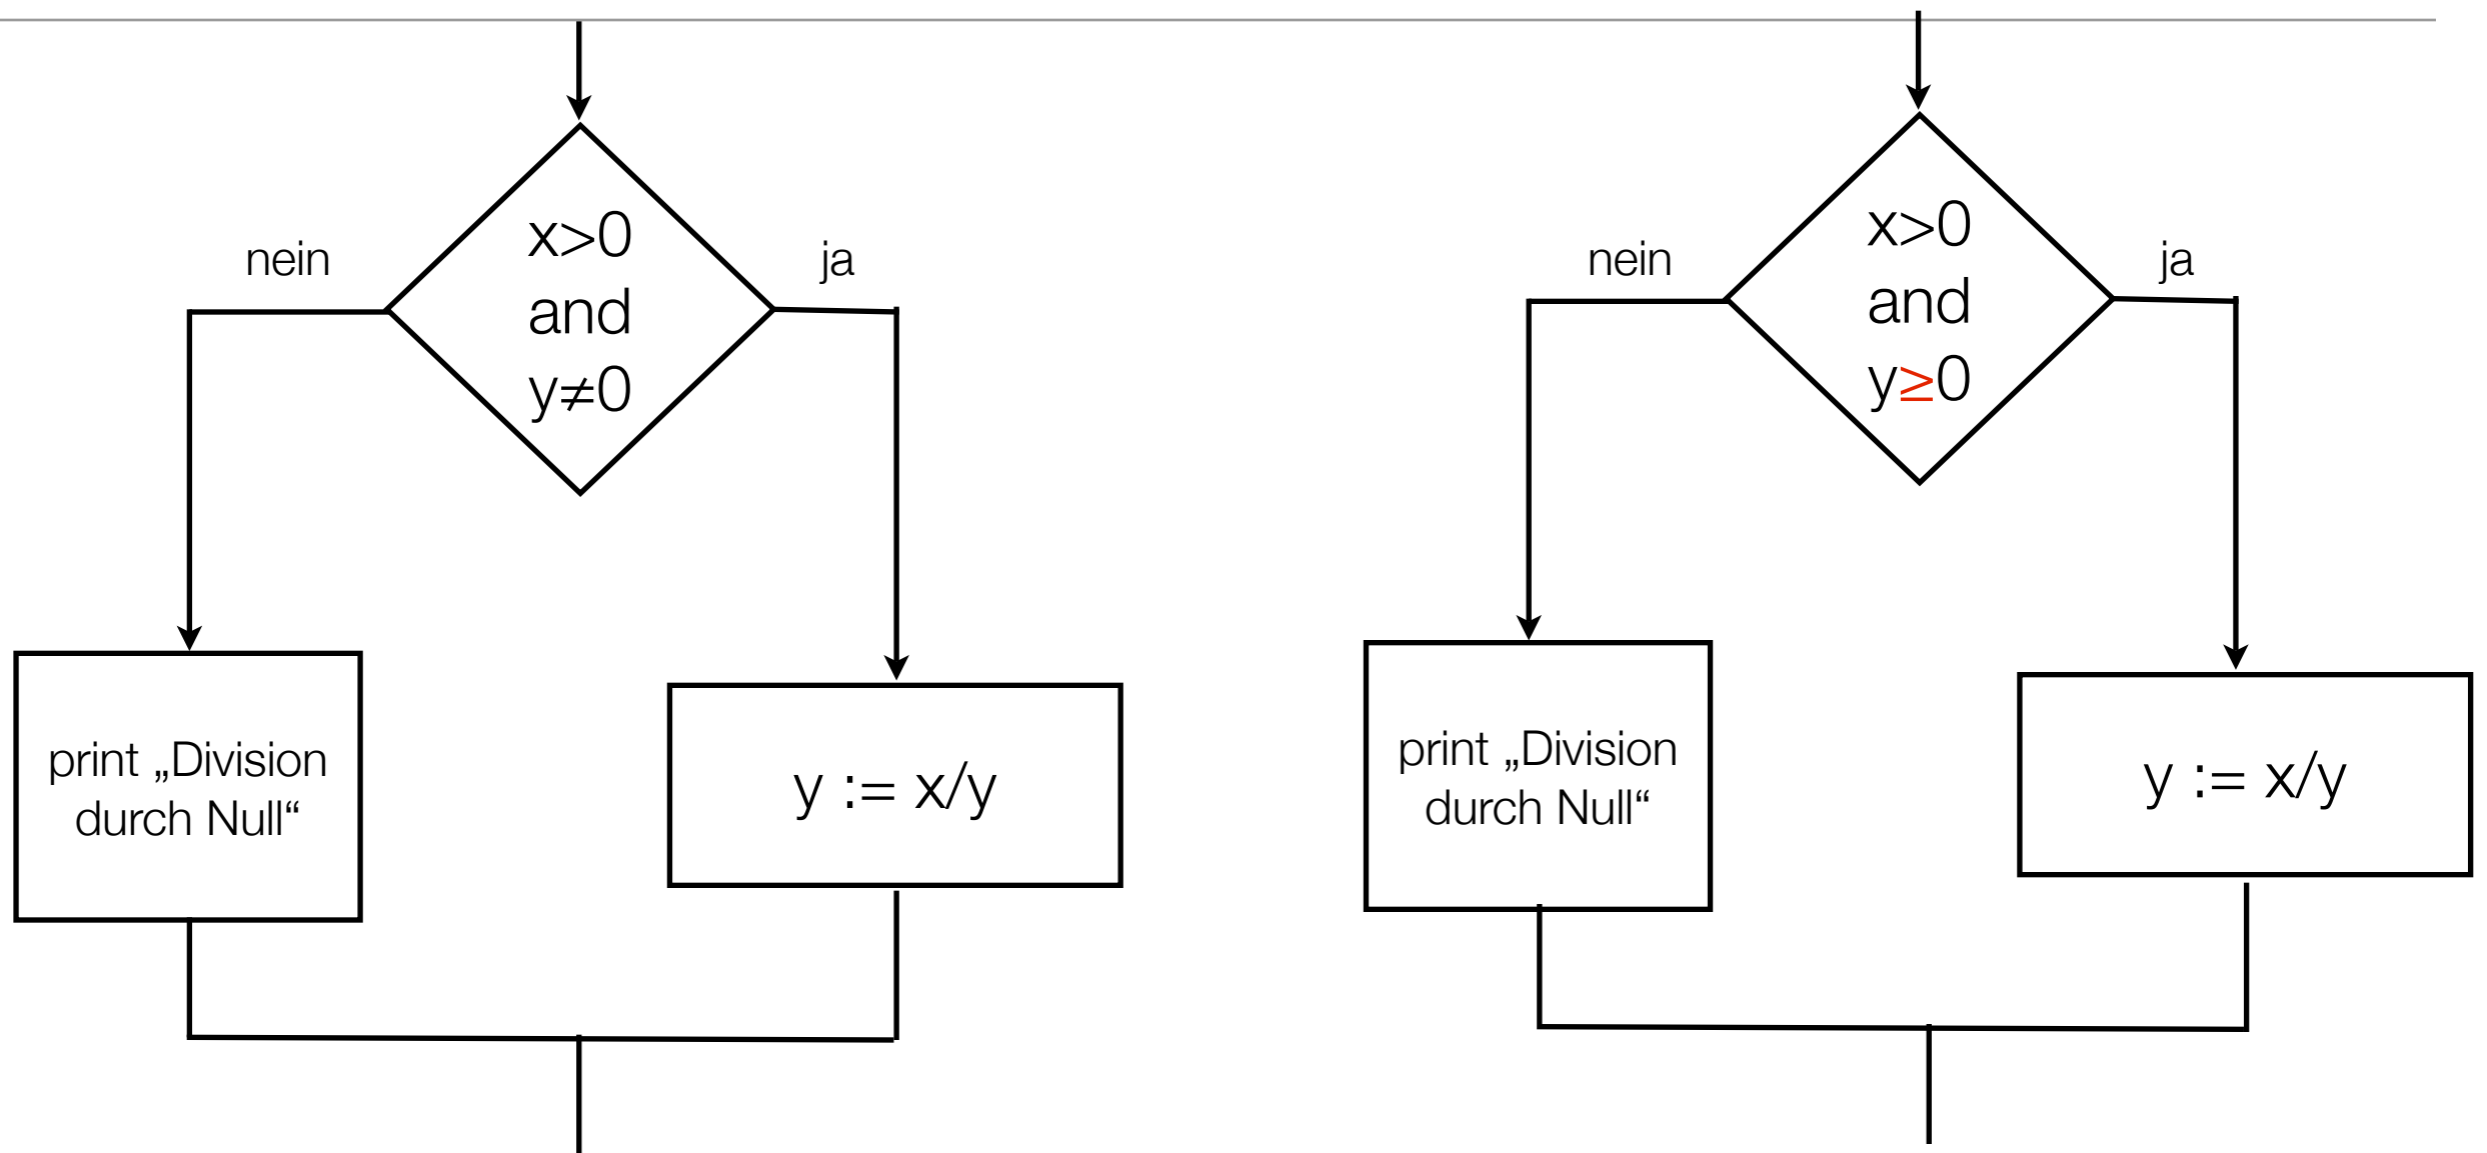 x>0
and
y≠0
nein
ja
print „Division
durch Null“
y := x/y
x>0
and
y≥0
nein
ja
print „Division
durch Null“
y := x/y